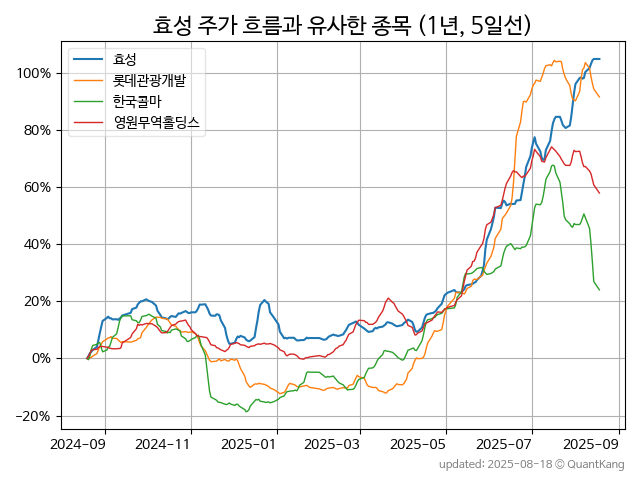 효성 주가 흐름과 유사한 종목 (1년, 5일선)
효성
롯데관광개발
한국콜마
영원무역홀딩스
100%
80%
60%
40%
20%
0%
−20%
2024-09 2024-11 2025-01 2025-03 2025-05 2025-07 2025-09
updated: 2025-08-18 © QuantKang